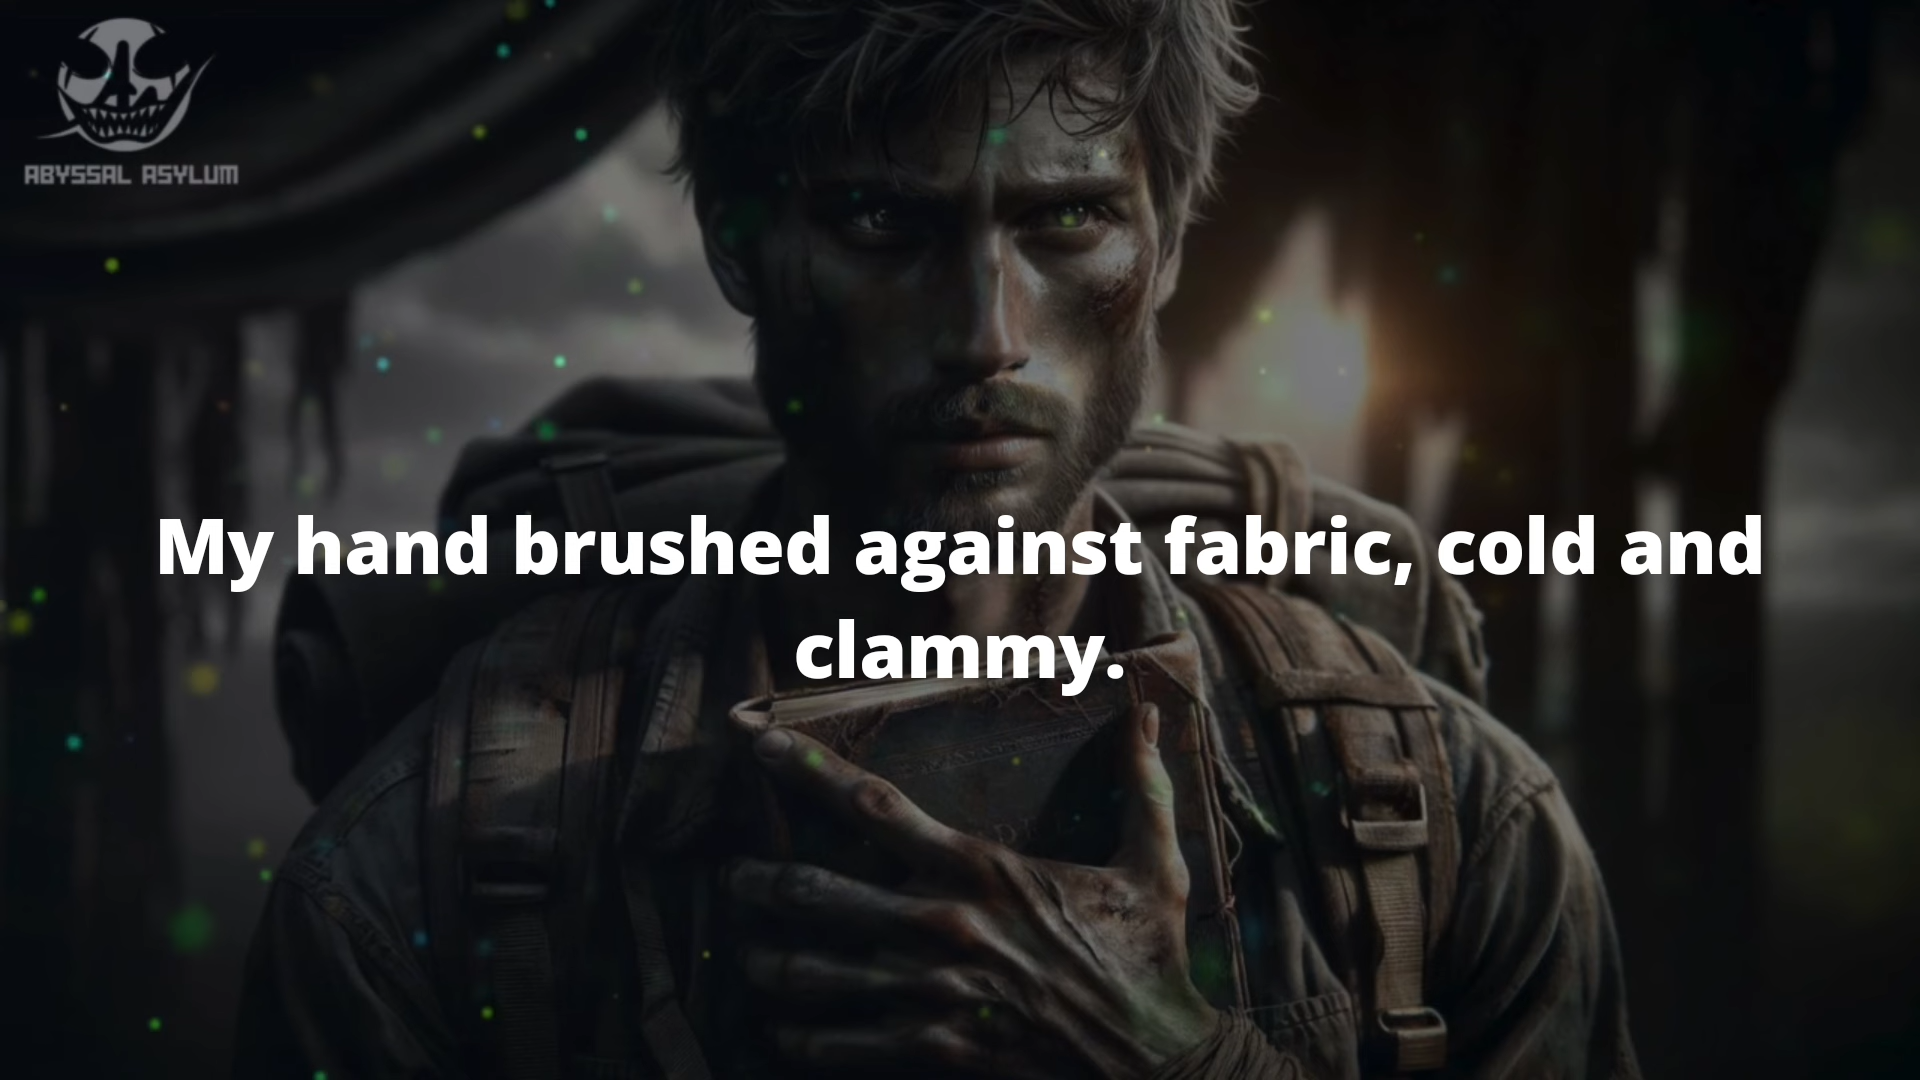 ABYSSAL ASYLUM
My hand brushed against fabric, cold and
clammy.